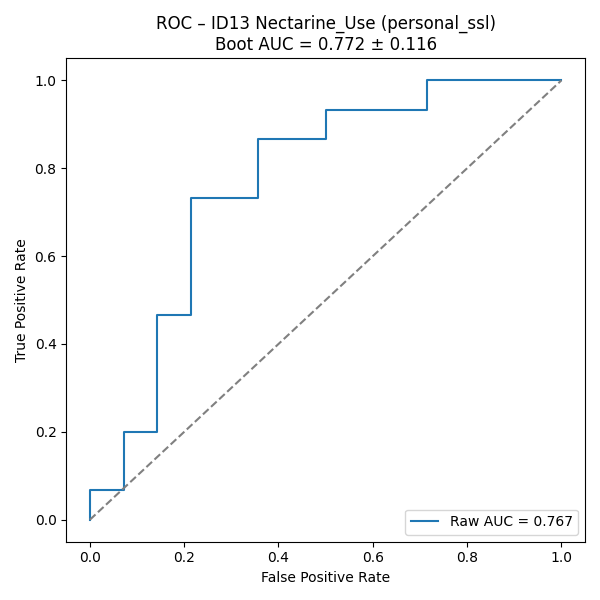 ROC – ID13 Nectarine_Use (personal_ssl)
Boot AUC = 0.772 ± 0.116
True Positive Rate
1.0
0.8
0.6
0.4
0.2
0.0
Raw AUC = 0.767
0.0 0.2 0.4 0.6 0.8 1.0
False Positive Rate